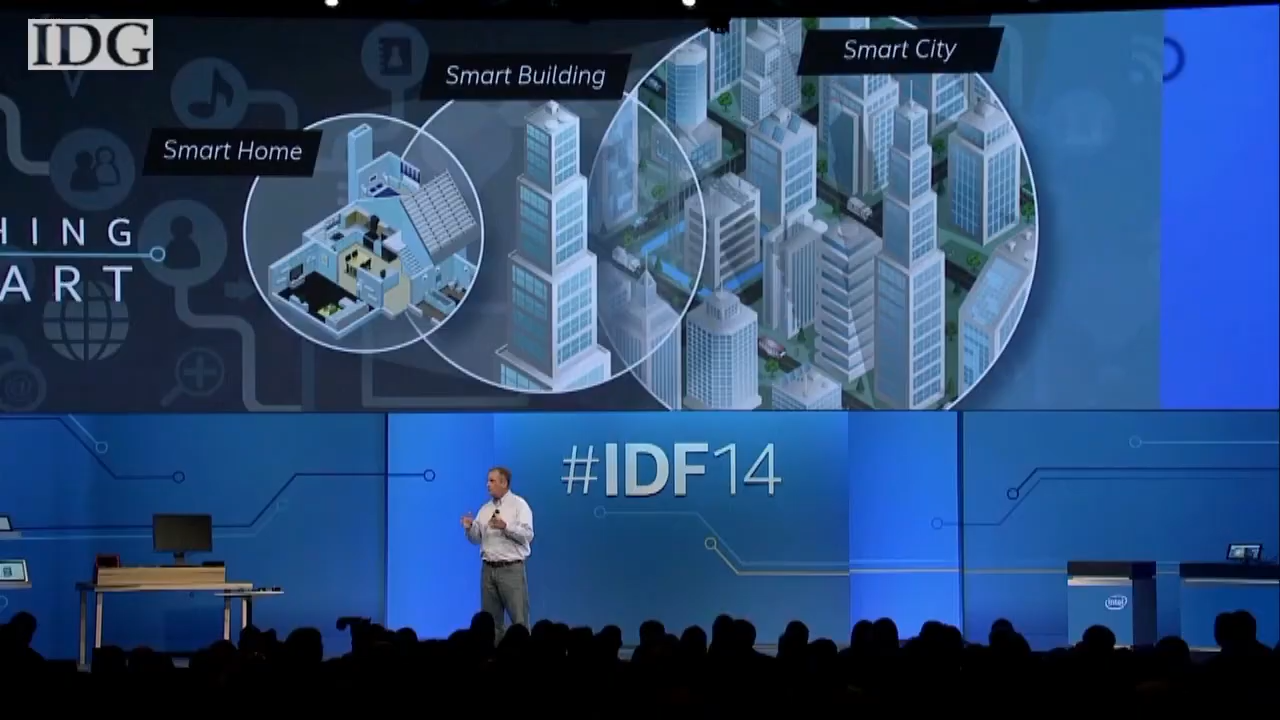 IDG
Smart City
Smart Building
Smart Home
HING
ART
#IDF14
intel